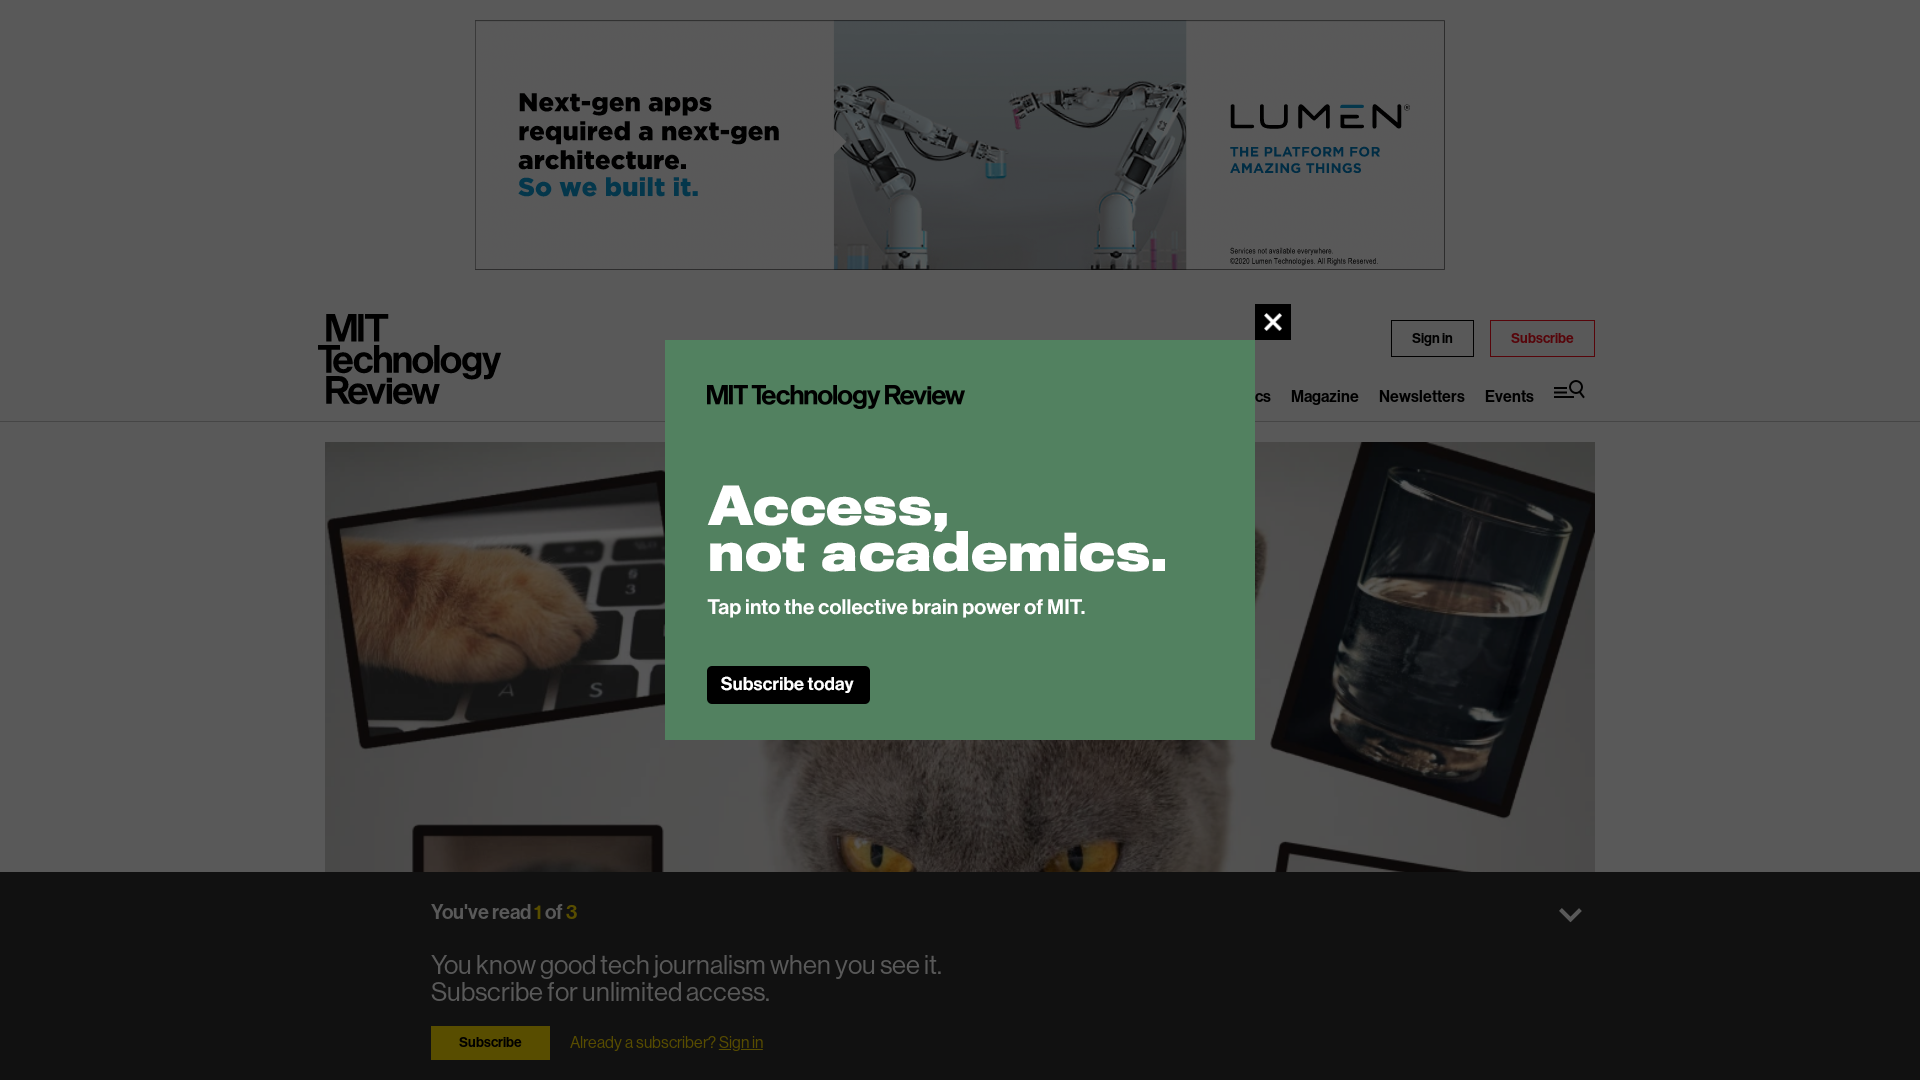 Next-gen apps
required a next-gen
architecture.
So we built it.
LUMEN®
THE PLATFORM FOR
AMAZING THINGS
Services not available everywhere.
©2020 Lumen Technologies. All Rights Reserved.
MIT
Technology
Review
Sign in
Subscribe
cs
Magazine
Newsletters
Events
MIT Technology Review
Access,
not academics.
Tap into the collective brain power of MIT.
Subscribe today
3
A
S
You've read 1 of 3
You know good tech journalism when you see it.
Subscribe for unlimited access.
Subscribe
Already a subscriber? Sign in